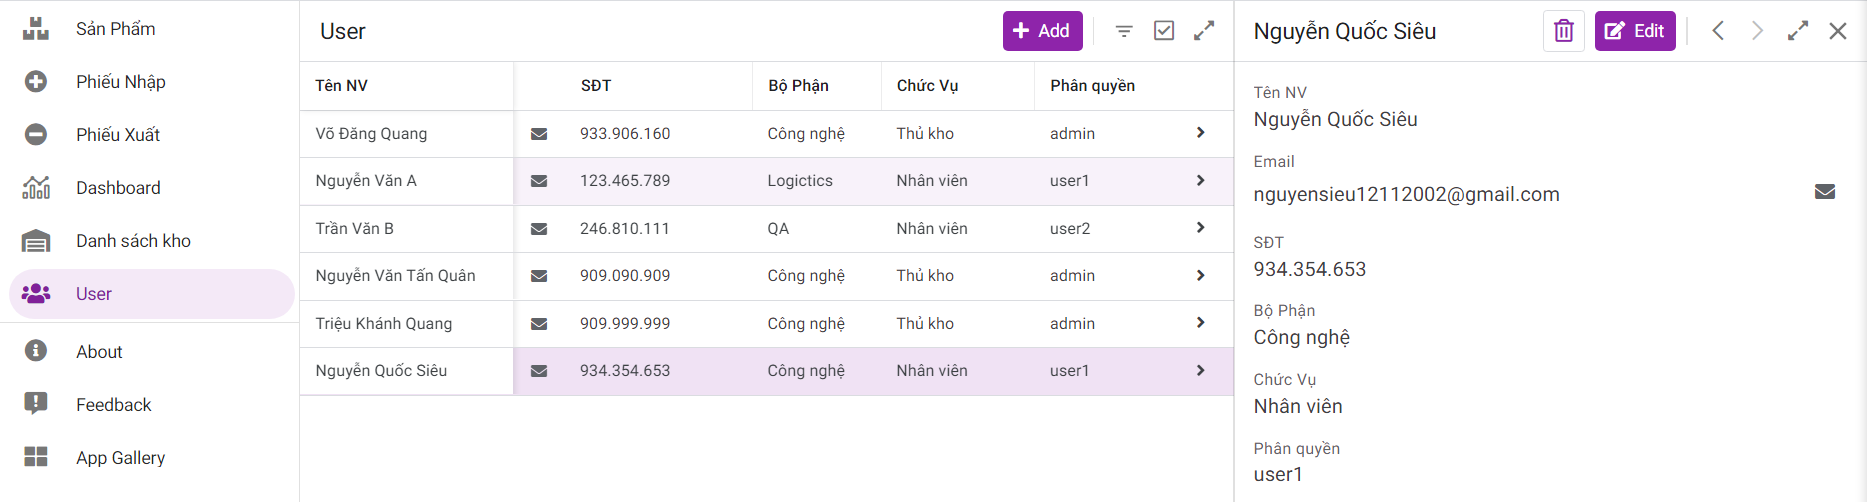 Sản Phẩm
Phiếu Nhập
Phiếu Xuất
Dashboard
Danh sách kho
User
About
Feedback
App Gallery
User
Add
Tên NV SĐT Bộ Phận Chức Vụ Phân quyền
Võ Đăng Quang 933.906.160 Công nghệ Thủ kho admin
Nguyễn Văn A 123.465.789 Logictics Nhân viên user1
Trần Văn B 246.810.111 QA Nhân viên user2
Nguyễn Văn Tấn Quân 909.090.909 Công nghệ Thủ kho admin
Triệu Khánh Quang 909.999.999 Công nghệ Thủ kho admin
Nguyễn Quốc Siêu 934.354.653 Công nghệ Nhân viên user1
Nguyễn Quốc Siêu
Edit
Tên NV
Nguyễn Quốc Siêu
Email
nguyensieu12112002@gmail.com
SĐT
934.354.653
Bộ Phận
Công nghệ
Chức Vụ
Nhân viên
Phân quyền
user1